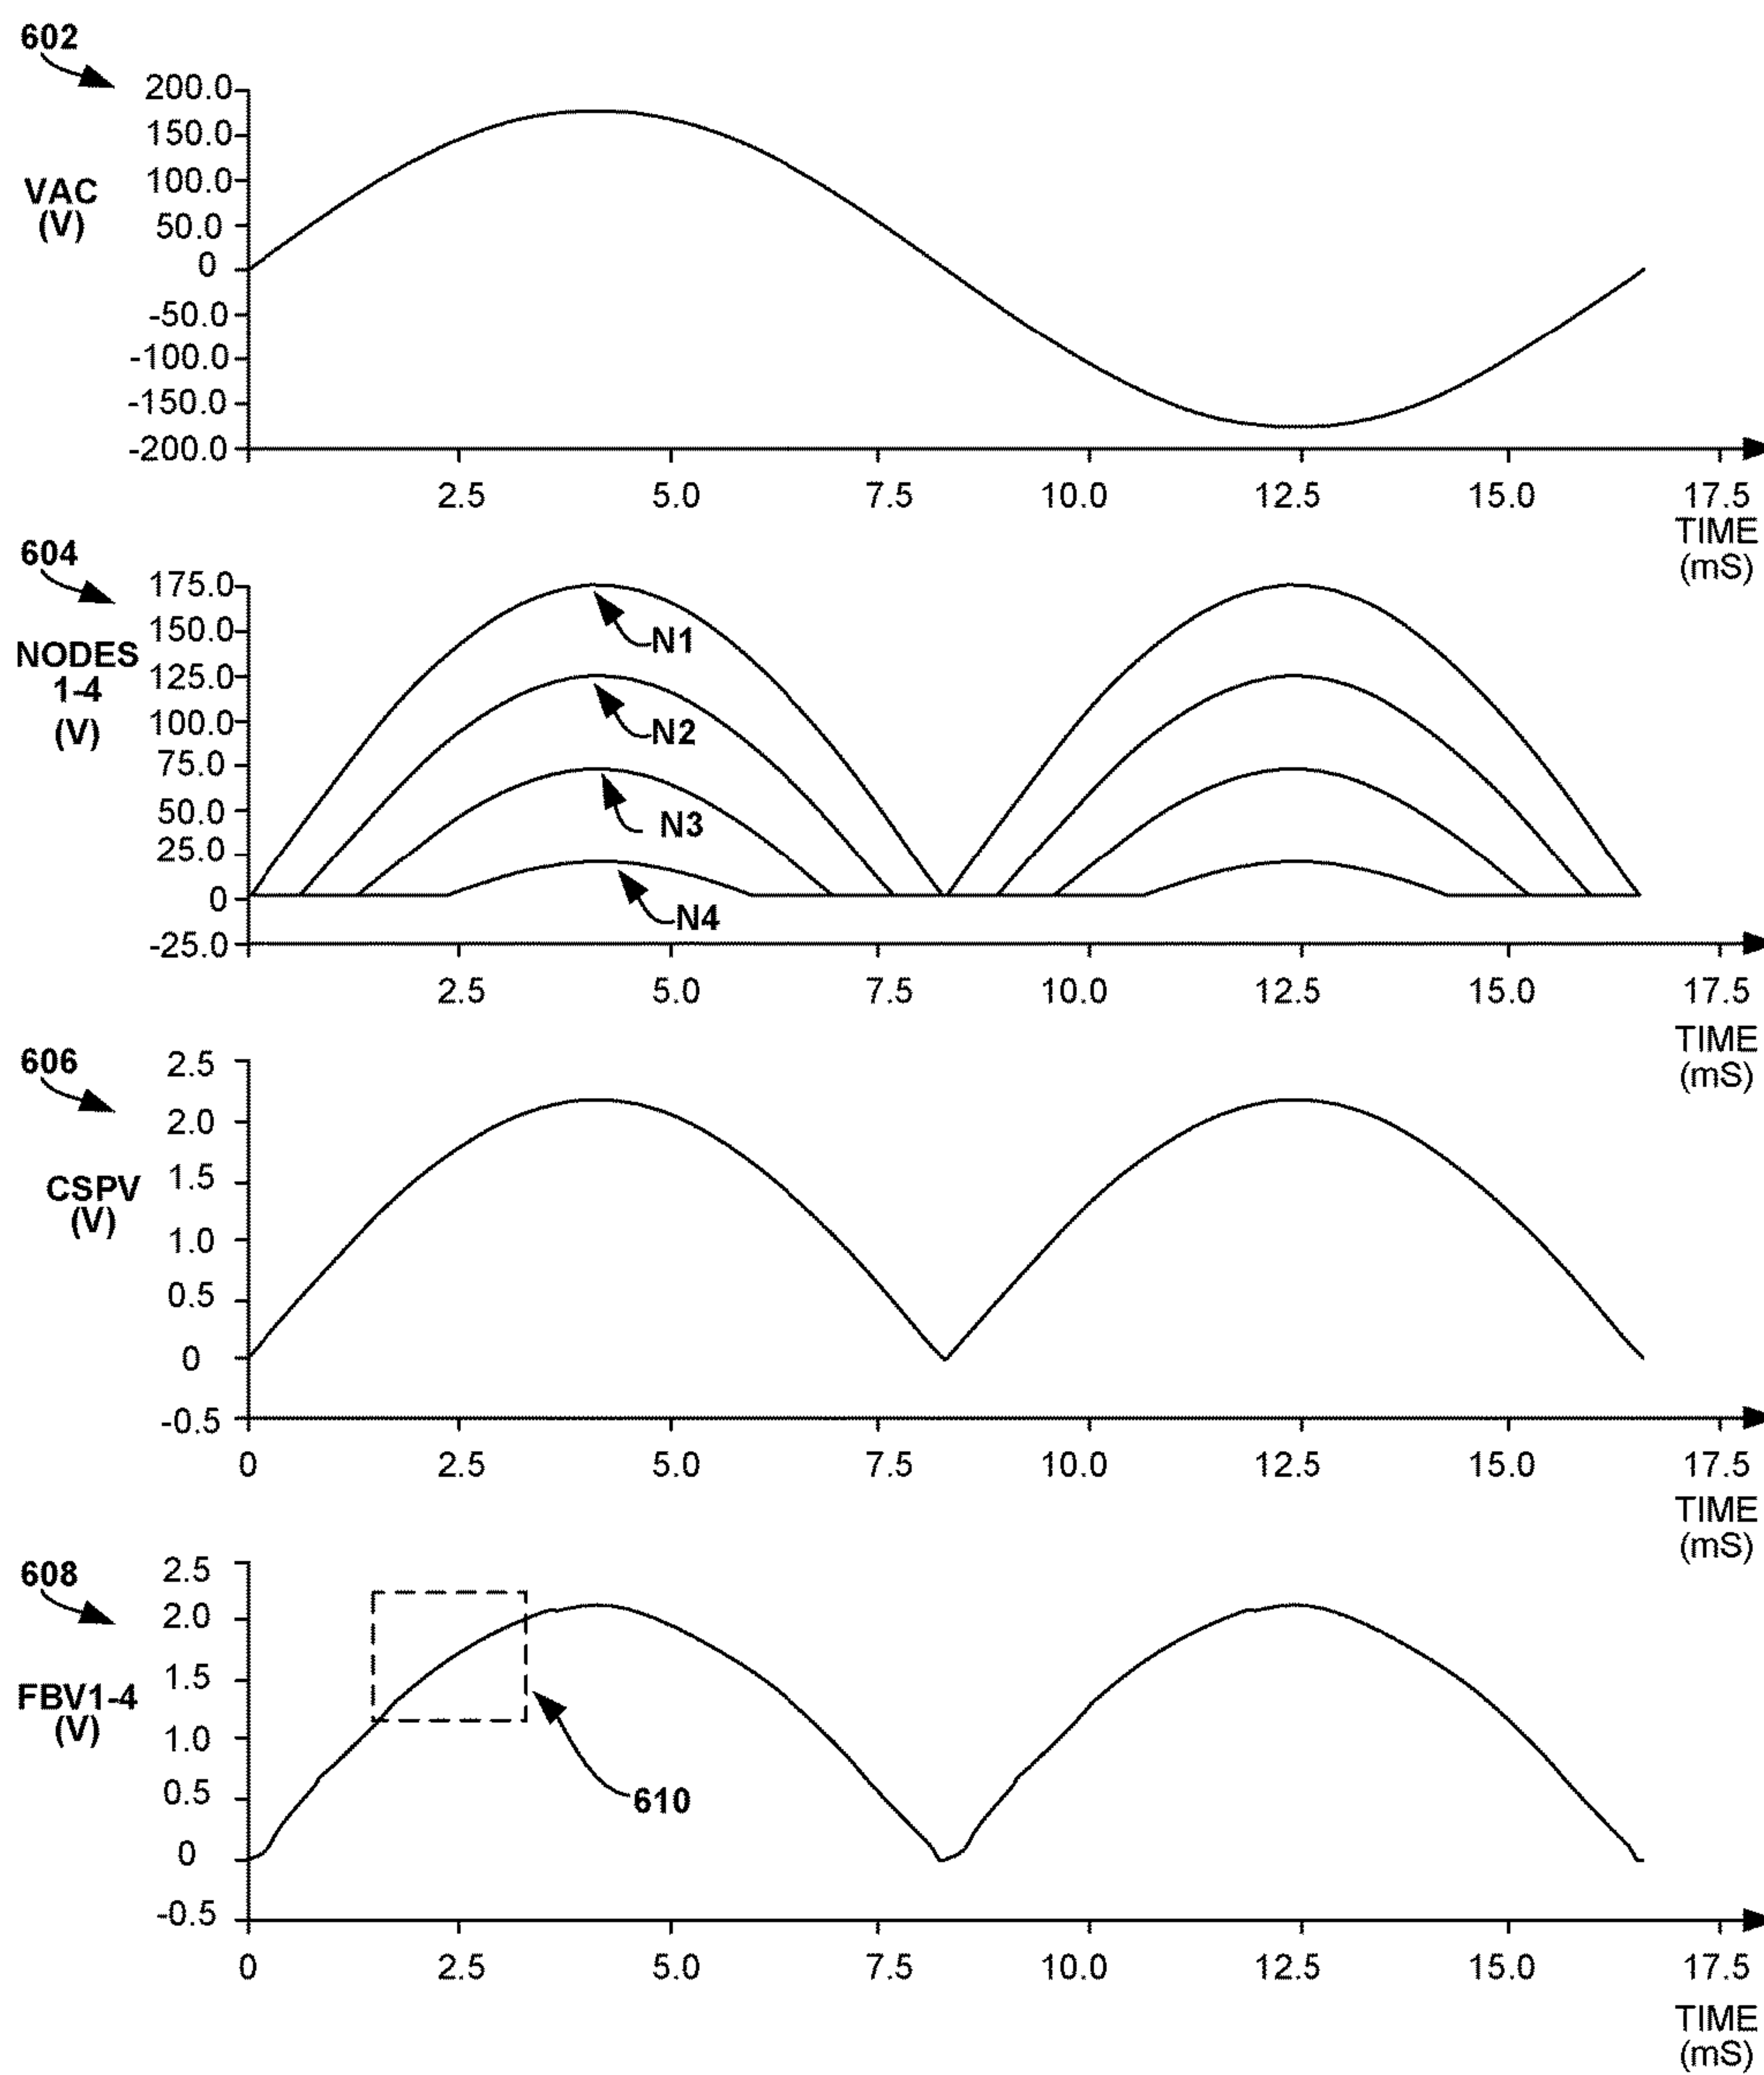 602
200.0
150.0
100.0
50.0
0
-50.0
-100.0
-150.0
-200.0
VAC
(V)
2.5 5.0 7.5 10.0 12.5 15.0 17.5
TIME
(mS)
604
175.0
150.0
125.0
100.0
75.0
50.0
25.0
0
-25.0
NODES
1-4
(V)
N1
N2
N3
N4
2.5 5.0 7.5 10.0 12.5 15.0 17.5
TIME
(mS)
606
2.5
2.0
1.5
1.0
0.5
0
-0.5
CSPV
(V)
0 2.5 5.0 7.5 10.0 12.5 15.0 17.5
TIME
(mS)
608
2.5
2.0
1.5
1.0
0.5
0
-0.5
FBV1-4
(V)
610
0 2.5 5.0 7.5 10.0 12.5 15.0 17.5
TIME
(mS)